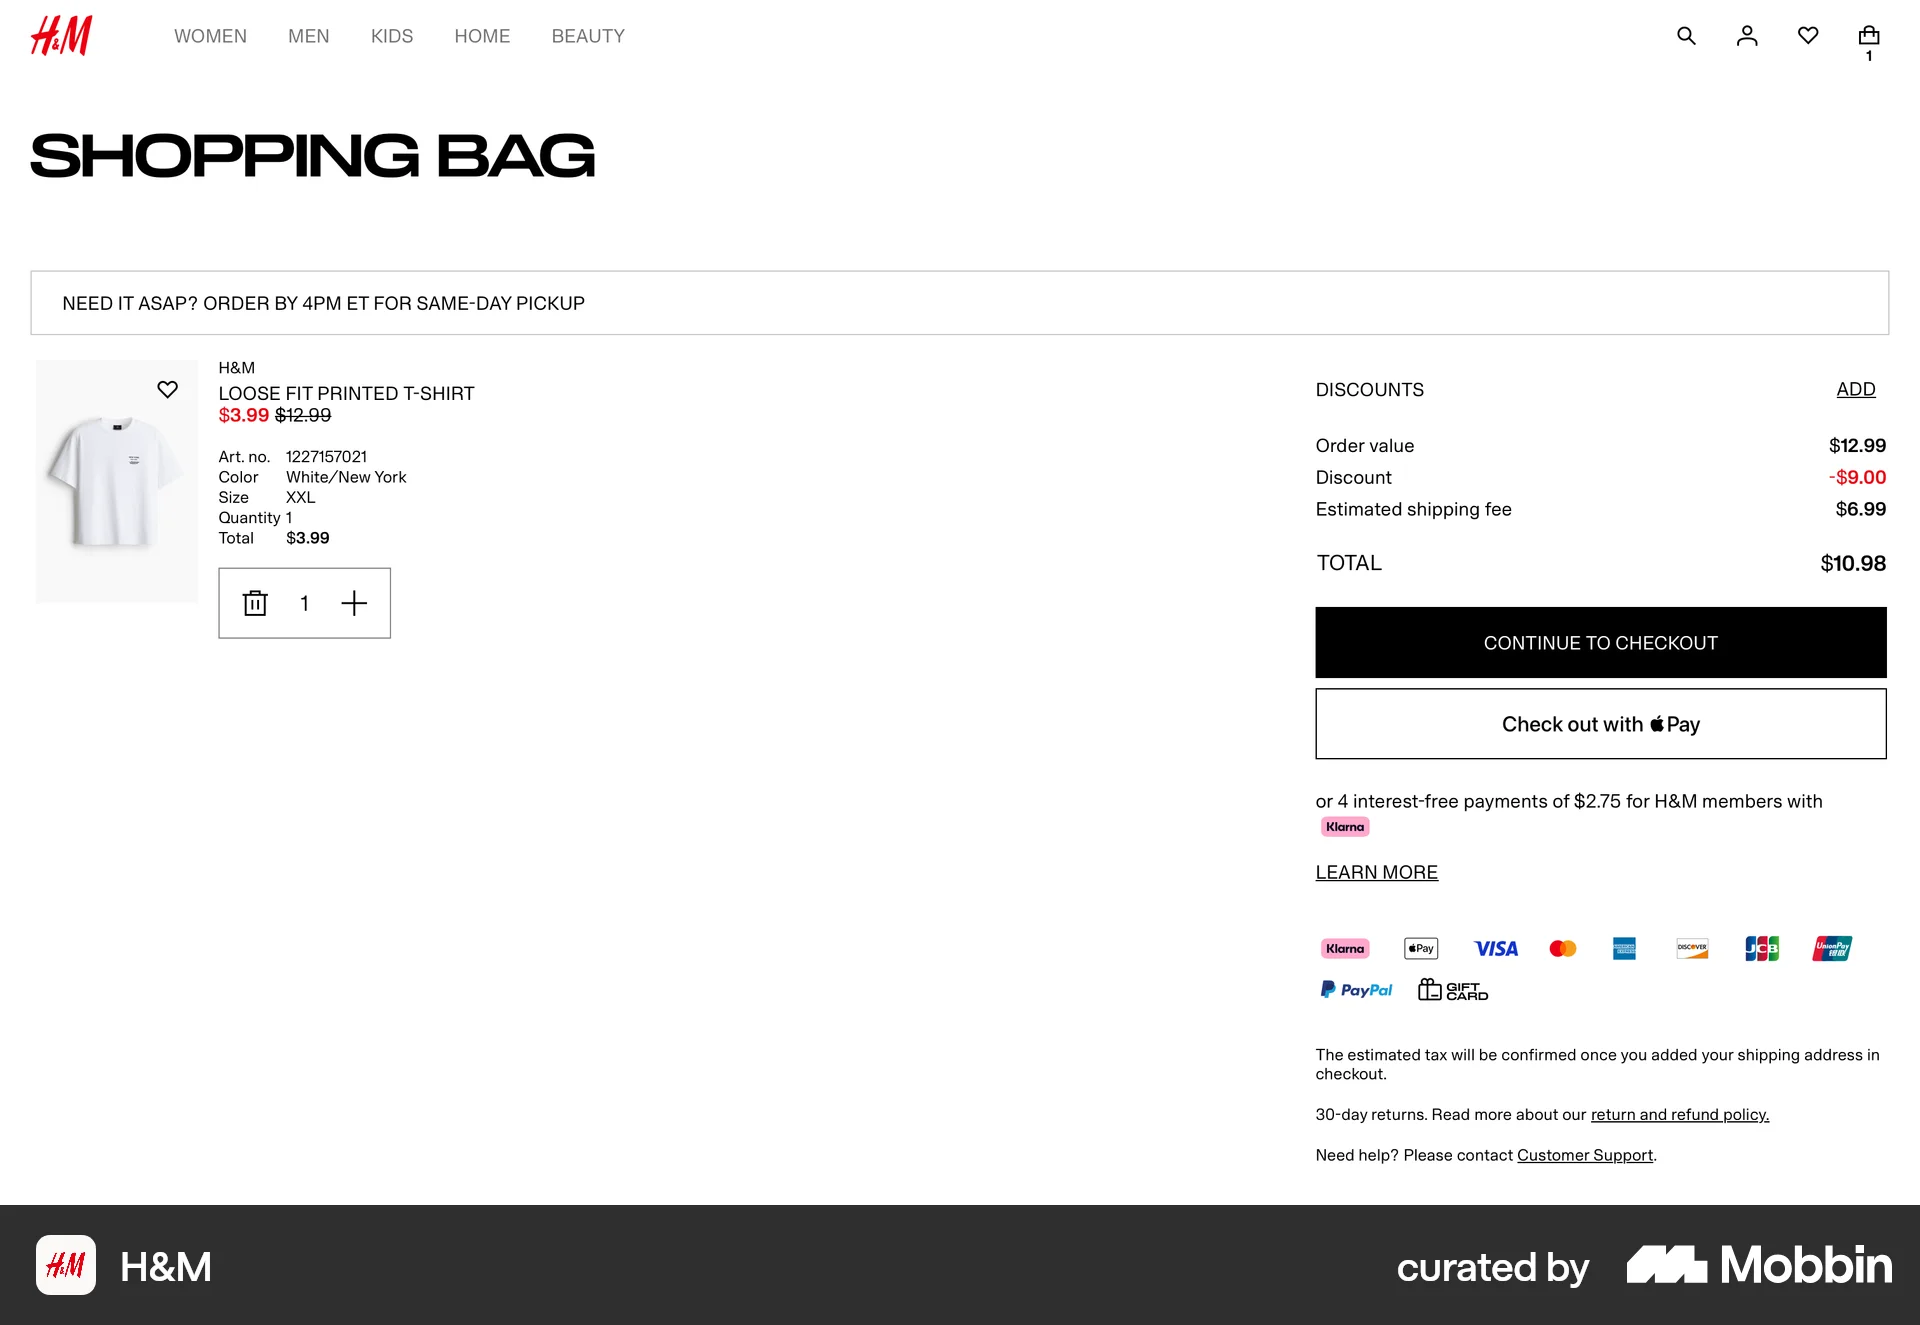 H&M
WOMEN
MEN
KIDS
HOME
BEAUTY
1
SHOPPING BAG
NEED IT ASAP? ORDER BY 4PM ET FOR SAME-DAY PICKUP
H&M
LOOSE FIT PRINTED T-SHIRT
$3.99 $12.99
Art. no. 1227157021
Color White/New York
Size XXL
Quantity 1
Total $3.99
1
DISCOUNTS ADD
Order value $12.99
Discount -$9.00
Estimated shipping fee $6.99
TOTAL $10.98
CONTINUE TO CHECKOUT
Check out with Pay
or 4 interest-free payments of $2.75 for H&M members with
Klarna
LEARN MORE
Klarna Pay VISA AMERICAN EXPRESS DISCOVER JCB UnionPay 银联
PayPal GIFT CARD
The estimated tax will be confirmed once you added your shipping address in
checkout.
30-day returns. Read more about our return and refund policy.
Need help? Please contact Customer Support.
H&M H&M curated by Mobbin